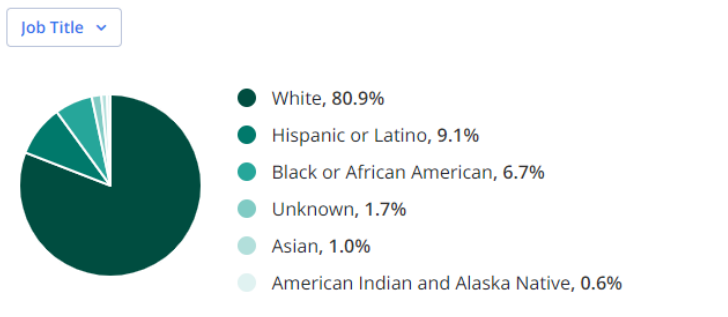 Job Title
White, 80.9%
Hispanic or Latino, 9.1%
Black or African American, 6.7%
Unknown, 1.7%
Asian, 1.0%
American Indian and Alaska Native, 0.6%